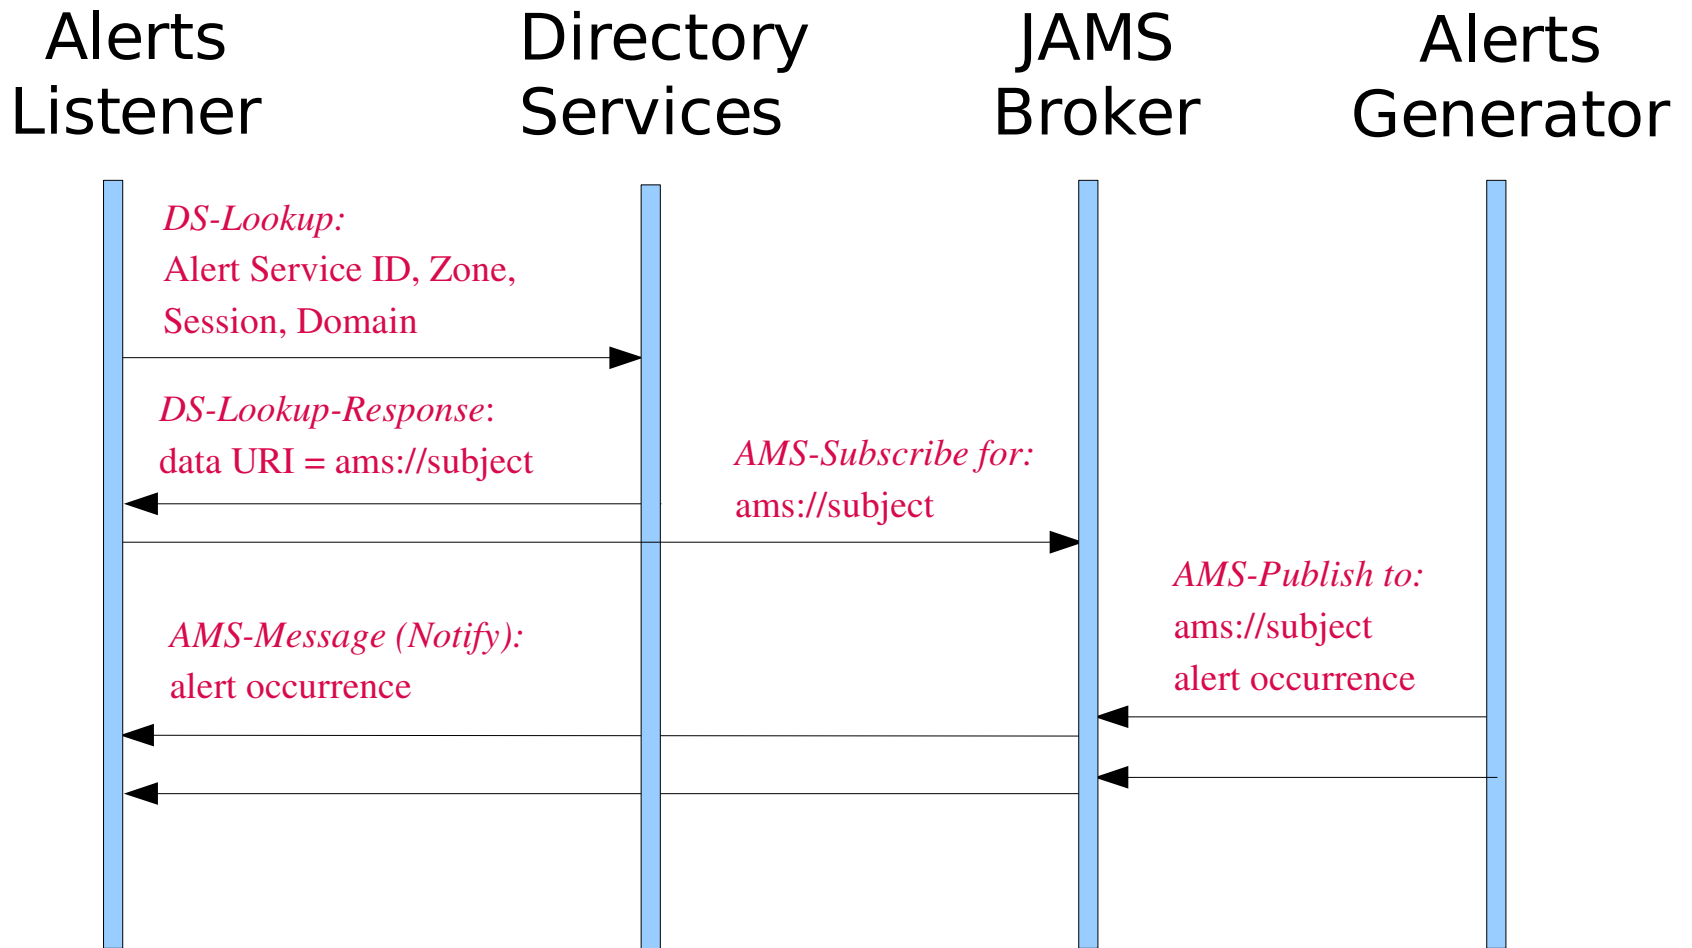 Alerts
Listener
Directory
Services
JAMS
Broker
Alerts
Generator
DS-Lookup:
Alert Service ID, Zone,
Session, Domain
DS-Lookup-Response:
data URI = ams://subject
AMS-Subscribe for:
ams://subject
AMS-Publish to:
ams://subject
alert occurrence
AMS-Message (Notify):
alert occurrence